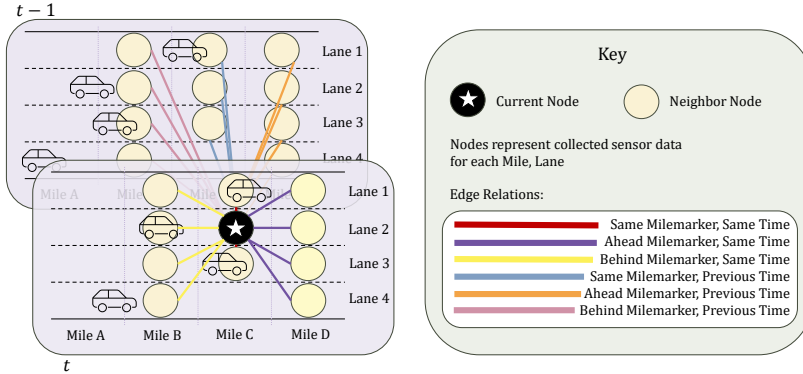 t − 1
Lane 1
Lane 2
Lane 3
Lane 4
Mile A
Lane 1
Lane 2
Lane 3
Lane 4
Mile A Mile B Mile C Mile D
t
Key
Current Node Neighbor Node
Nodes represent collected sensor data
for each Mile, Lane
Edge Relations:
Same Milemarker, Same Time
Ahead Milemarker, Same Time
Behind Milemarker, Same Time
Same Milemarker, Previous Time
Ahead Milemarker, Previous Time
Behind Milemarker, Previous Time